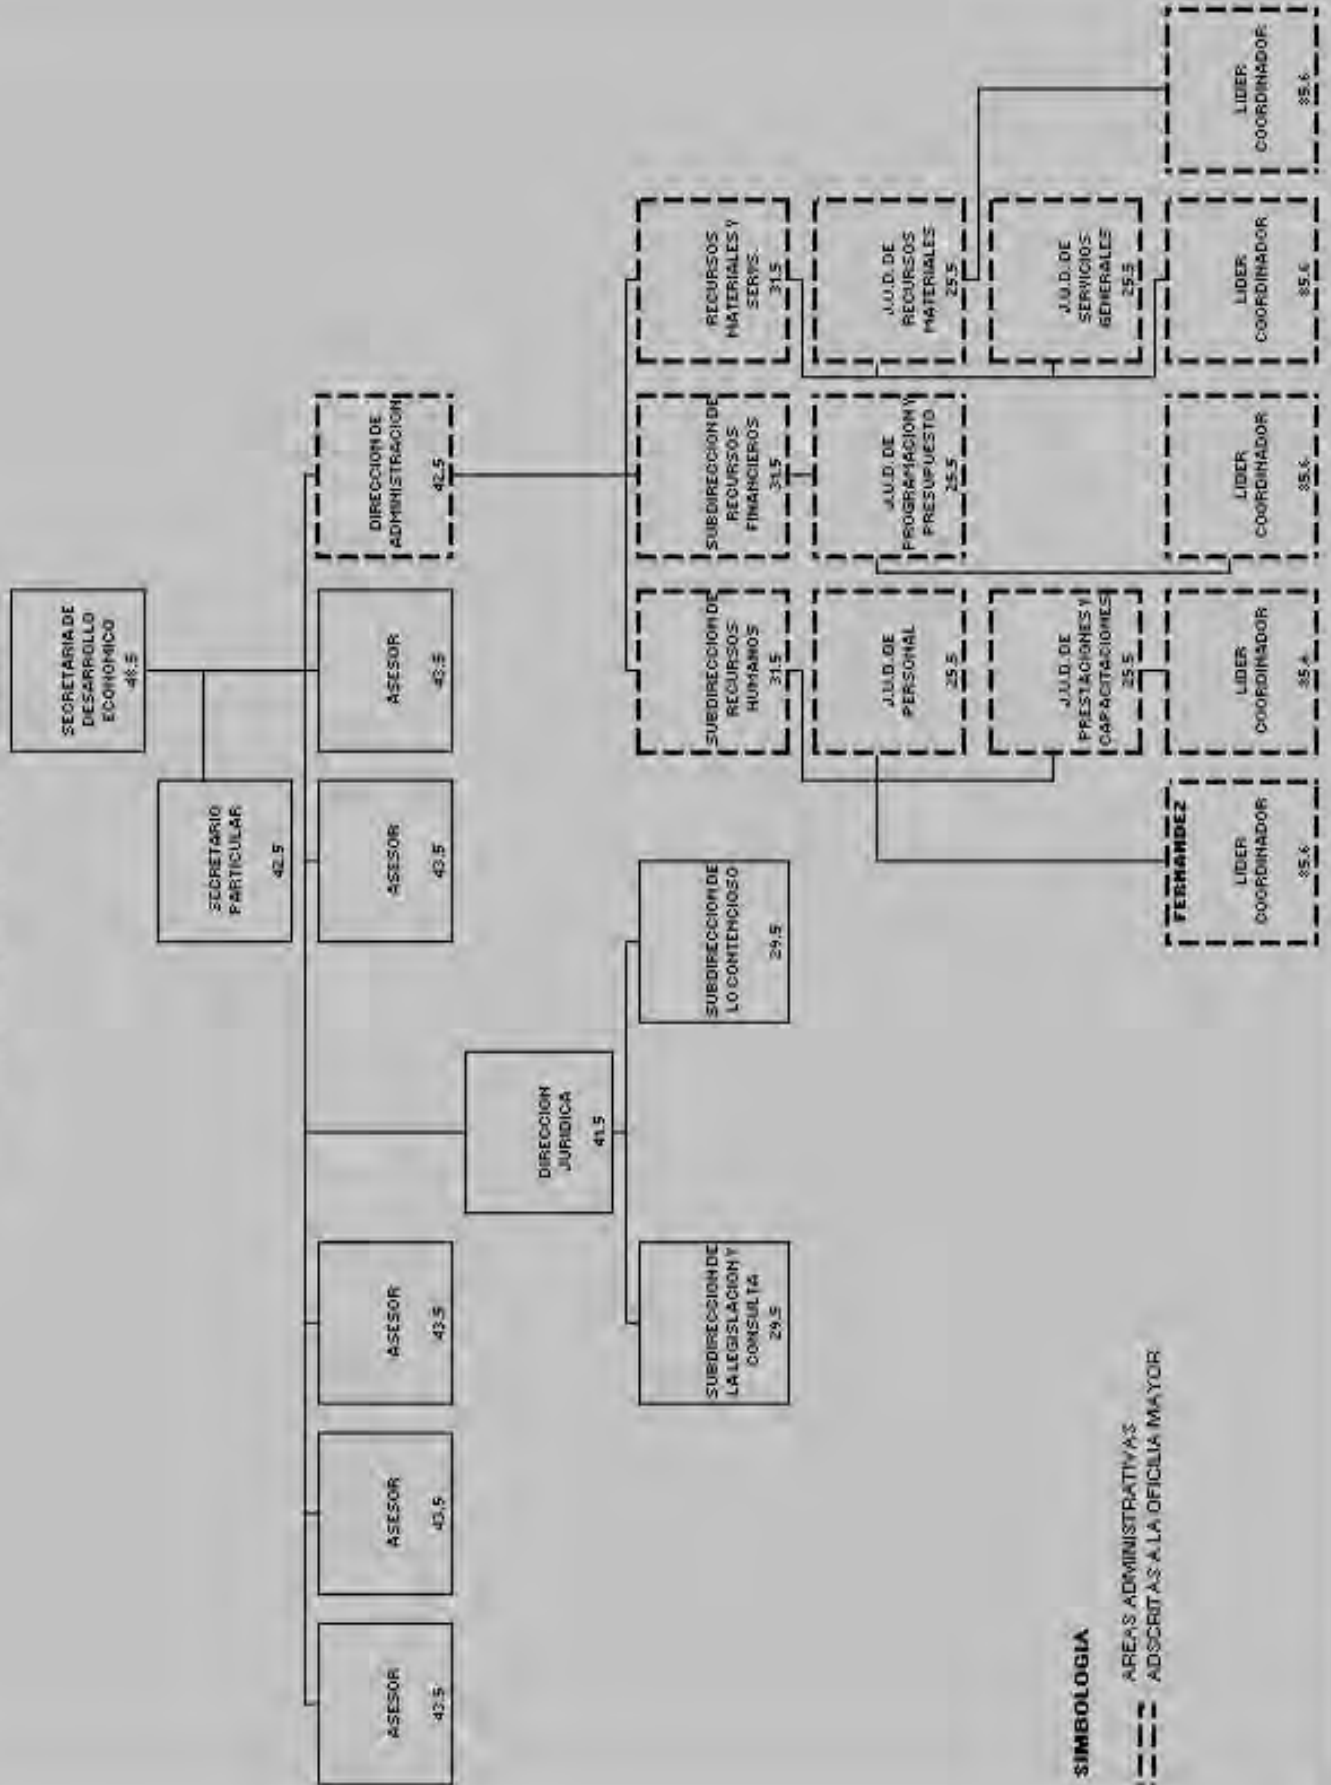 SECRETARIA DE
DESARROLLO
ECONOMICO
48.5
SECRETARIO
PARTICULAR
42.5
ASESOR
43.5
ASESOR
43.5
ASESOR
43.5
ASESOR
43.5
ASESOR
43.5
DIRECCION DE
ADMINISTRACION
42.5
DIRECCION
JURIDICA
41.5
SUBDIRECCION DE
LA LEGISLACION Y
CONSULTA
29.5
SUBDIRECCION DE
LO CONTENCIOSO
29.5
SUBDIRECCION DE
RECURSOS
HUMANOS
31.5
SUBDIRECCION DE
RECURSOS
FINANCIEROS
31.5
RECURSOS
MATERIALES Y
SERVS.
31.5
J.U.D. DE
PERSONAL
25.5
J.U.D. DE
PROGRAMACION Y
PRESUPUESTO
25.5
J.U.D. DE
RECURSOS
MATERIALES
25.5
J.U.D. DE
PRESTACIONES Y
CAPACITACIONES
25.5
J.U.D. DE
SERVICIOS
GENERALES
25.5
FERNANDEZ
LIDER
COORDINADOR
85.6
LIDER
COORDINADOR
85.6
LIDER
COORDINADOR
85.6
LIDER
COORDINADOR
85.6
LIDER
COORDINADOR
85.6
SIMBOLOGIA
AREAS ADMINISTRATIVAS
ADSCRITAS A LA OFICILIA MAYOR